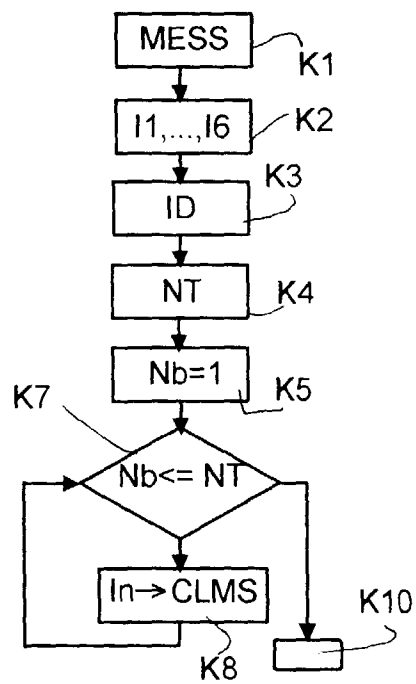 MESS
K1
I1,...,I6
K2
K3
ID
NT
K4
Nb=1
K5
K7
Nb<= NT
In→CLMS
K8
K10